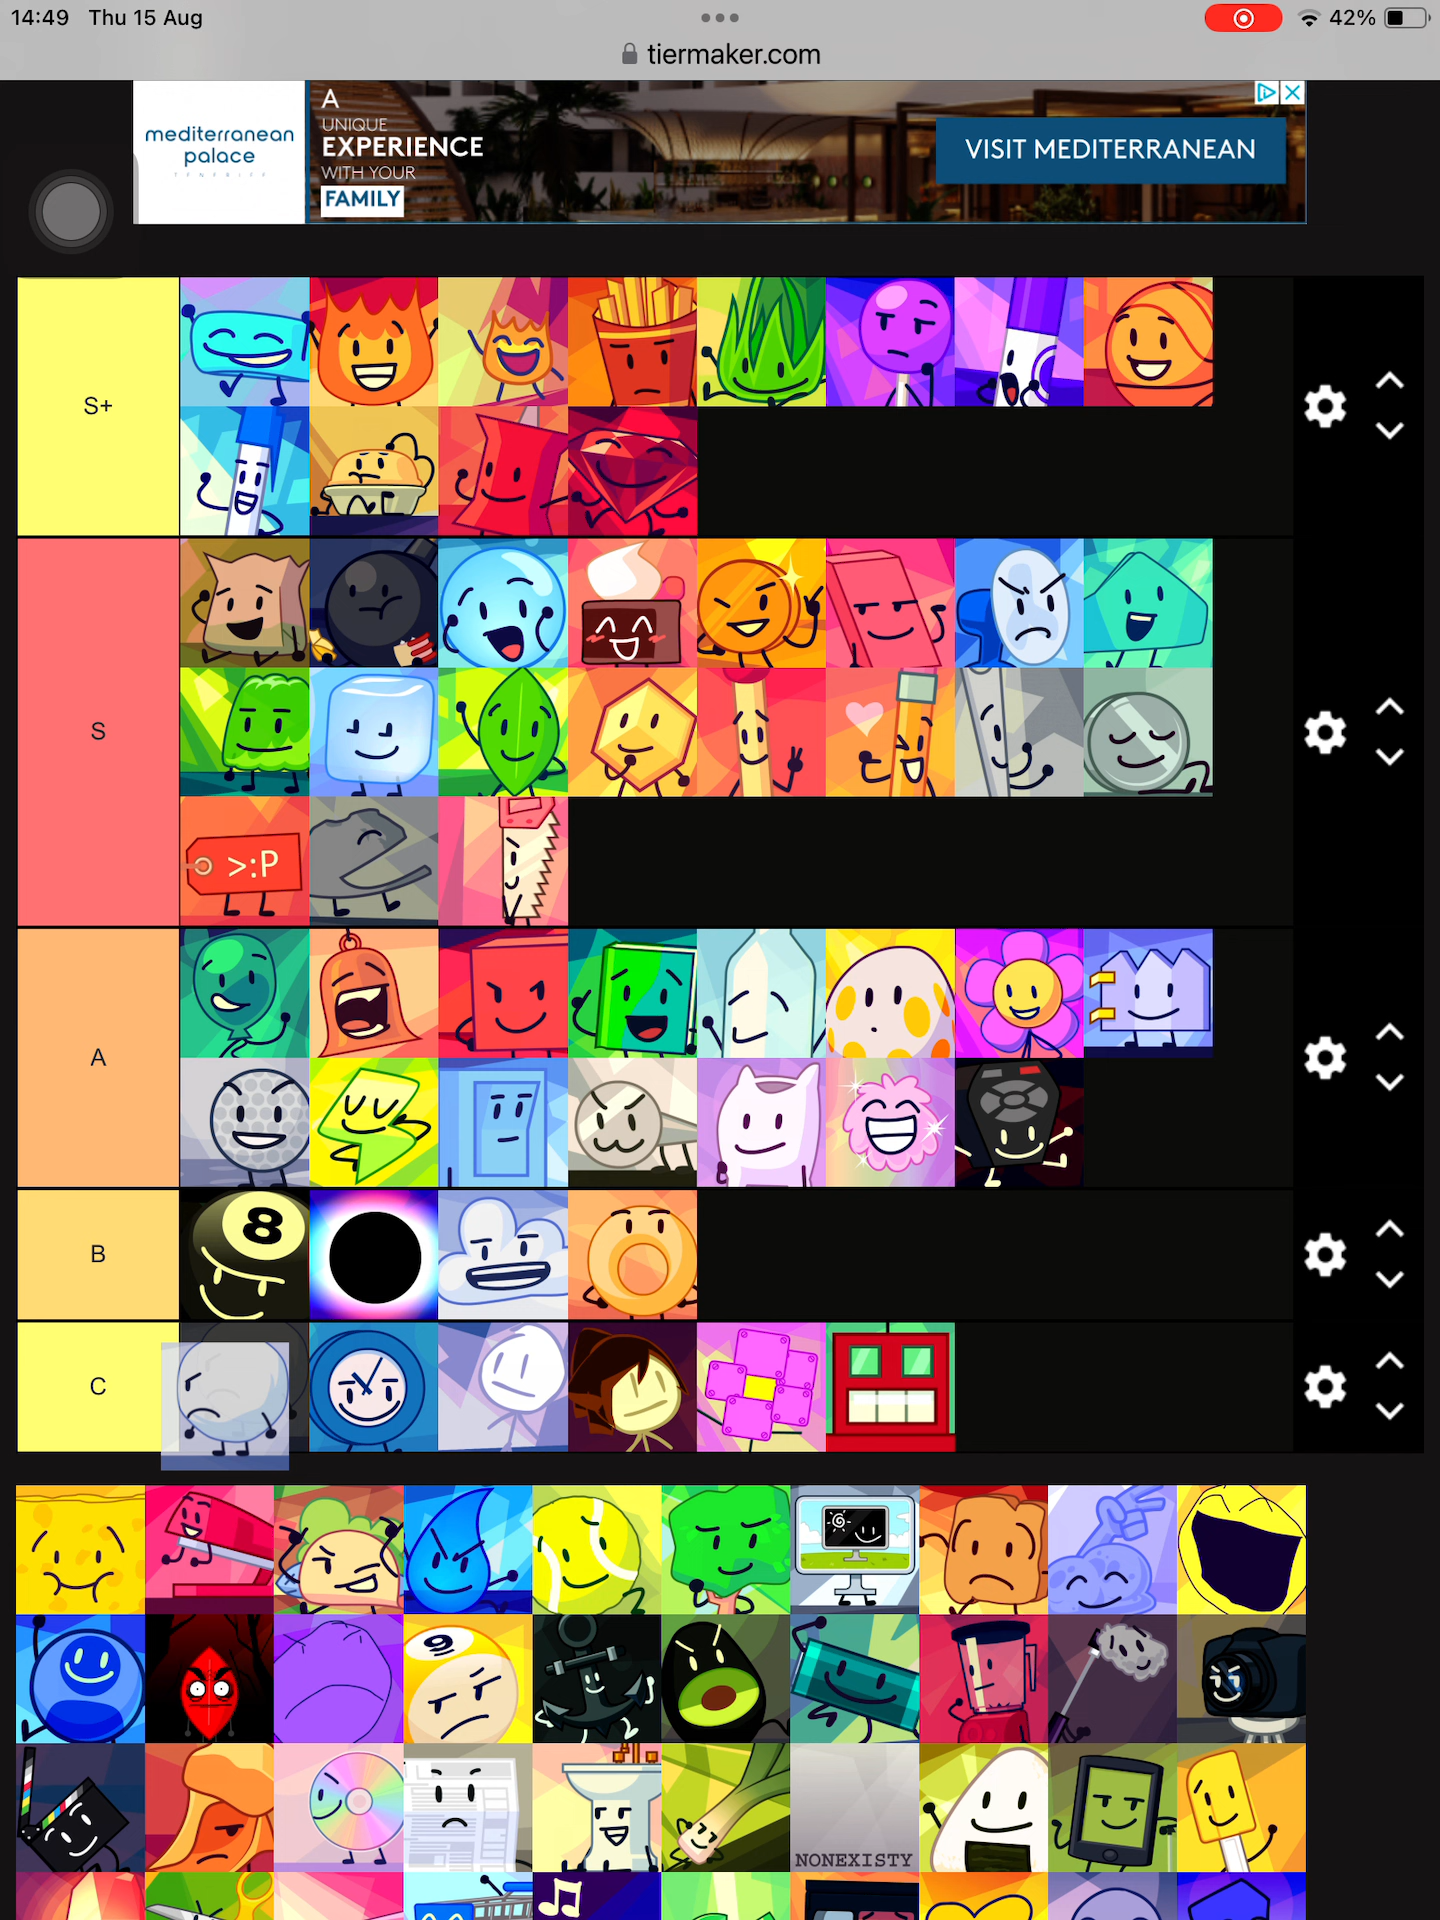 14:49 Thu 15 Aug
42%
tiermaker.com
mediterranean
palace
TENERIFE
A
UNIQUE
EXPERIENCE
WITH YOUR
FAMILY
VISIT MEDITERRANEAN
S+
S
>:P
A
B
8
C
9
NONEXISTY